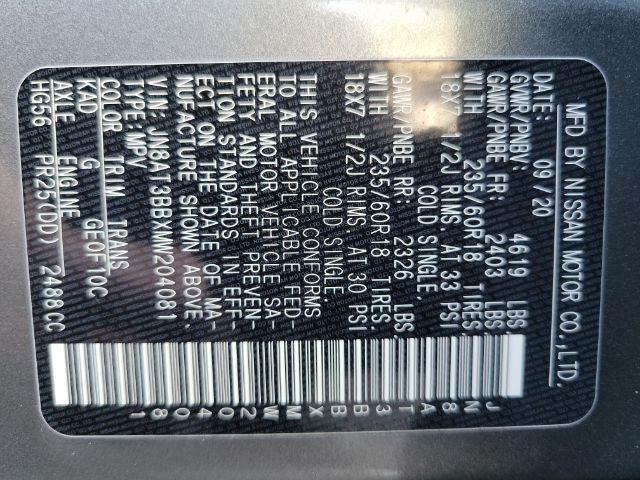 MFD BY NISSAN MOTOR CO.,LTD.
DATE: 09/20
GVWR/PNBV: 4619 LBS
GAWR/PNBE FR: 2403 LBS
WITH 235/60R18 TIRES,
18X7 1/2J RIMS, AT 33 PSI
COLD SINGLE,
GAWR/PNBE RR: 2326 LBS
WITH 235/60R18 TIRES,
18X7 1/2J RIMS, AT 30 PSI
COLD SINGLE.
THIS VEHICLE CONFORMS
TO ALL APPLICABLE FED-
ERAL MOTOR VEHICLE SA-
FETY AND THEFT PREVEN-
TION STANDARDS IN EFF-
ECT ON THE DATE OF MA-
NUFACTURE SHOWN ABOVE.
VIN: JN8AT3BBXMW204081
TYPE: MPV
COLOR TRIM TRANS
KAD G GE0F10C
AXLE ENGINE
HG56 PR25(DD) 2488CC
JN8AT3BBXMW204081